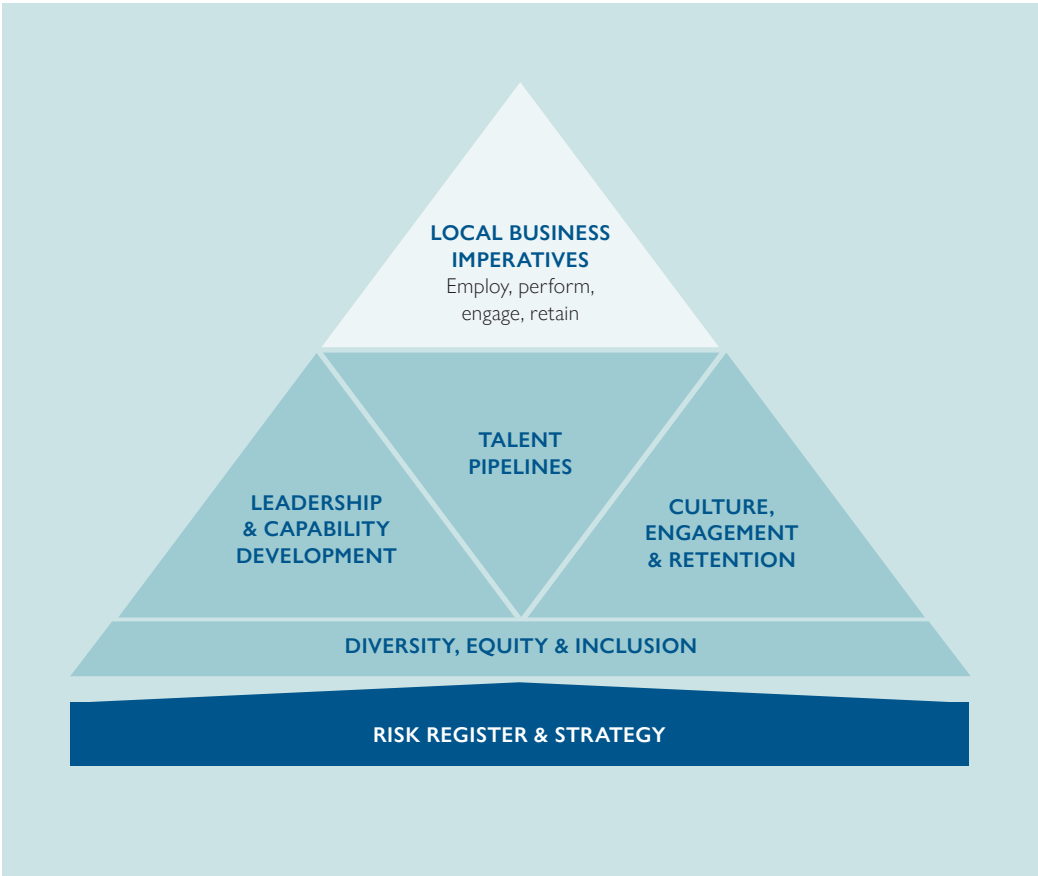 LOCAL BUSINESS
IMPERATIVES
Employ, perform,
engage, retain
TALENT
PIPELINES
LEADERSHIP
& CAPABILITY
DEVELOPMENT
CULTURE,
ENGAGEMENT
& RETENTION
DIVERSITY, EQUITY & INCLUSION
RISK REGISTER & STRATEGY